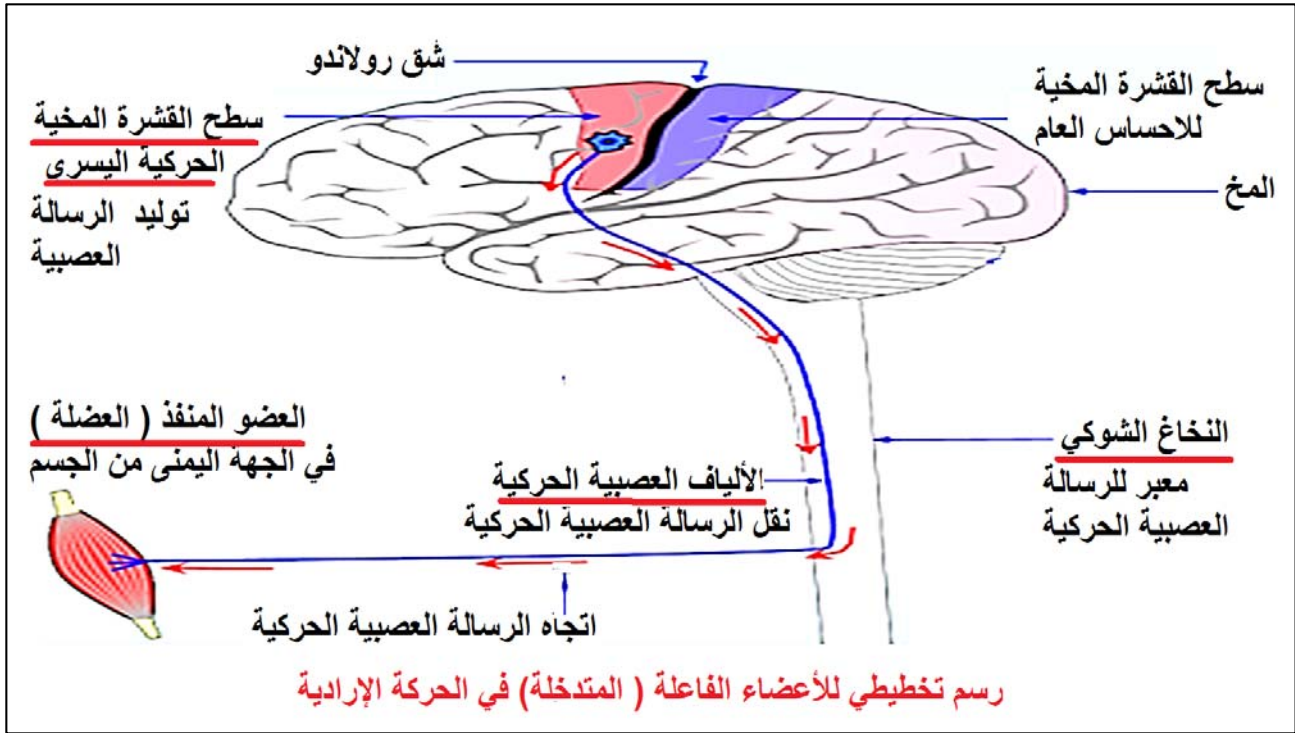 شق رولاندو
سطح القشرة المخية
للاحساس العام
المخ
سطح القشرة المخية
الحركية اليسرى
توليد الرسالة
العصبية
العضو المنفذ ( العضلة )
في الجهة اليمنى من الجسم
الألياف العصبية الحركية
نقل الرسالة العصبية الحركية
النخاغ الشوكي
معبر للرسالة
العصبية الحركية
اتجاه الرسالة العصبية الحركية
رسم تخطيطي للأعضاء الفاعلة ( المتدخلة) في الحركة الإرادية